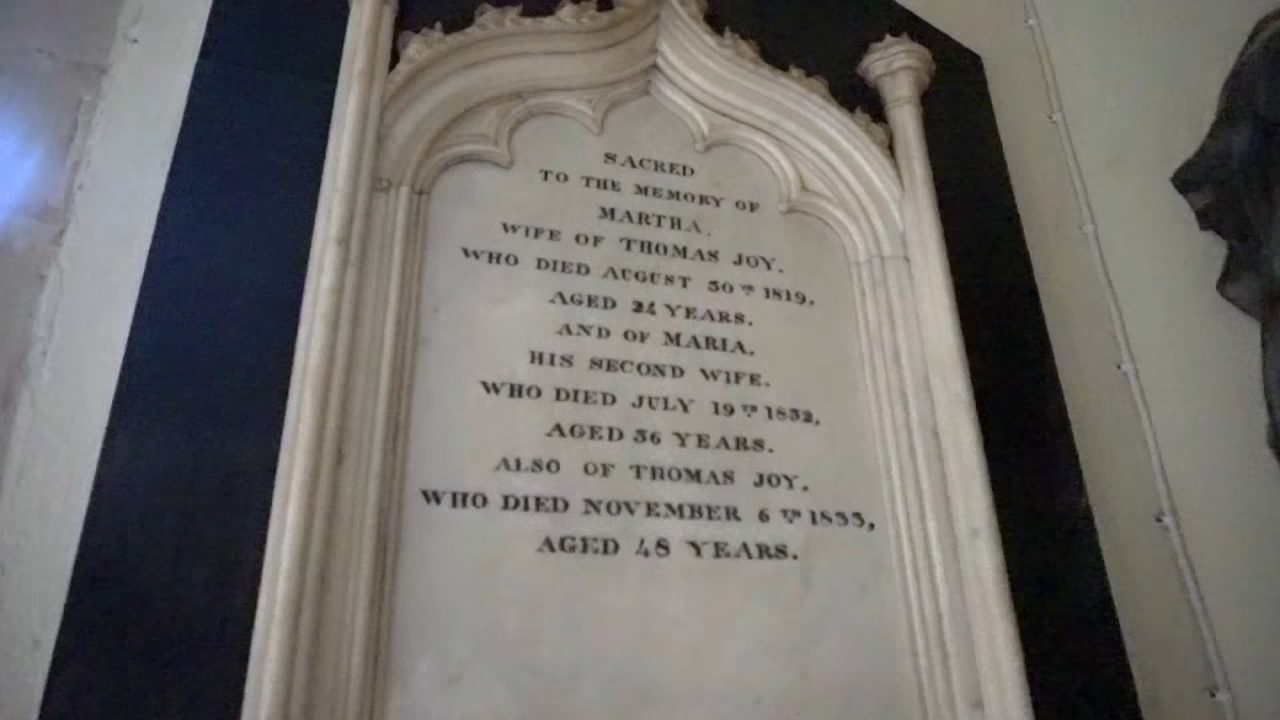 SACRED
TO THE MEMORY OF
MARTHA.
WIFE OF THOMAS JOY.
WHO DIED AUGUST 30TH 1819.
AGED 24 YEARS.
AND OF MARIA.
HIS SECOND WIFE.
WHO DIED JULY 19TH 1832.
AGED 36 YEARS.
ALSO OF THOMAS JOY.
WHO DIED NOVEMBER 6TH 1833,
AGED 48 YEARS.